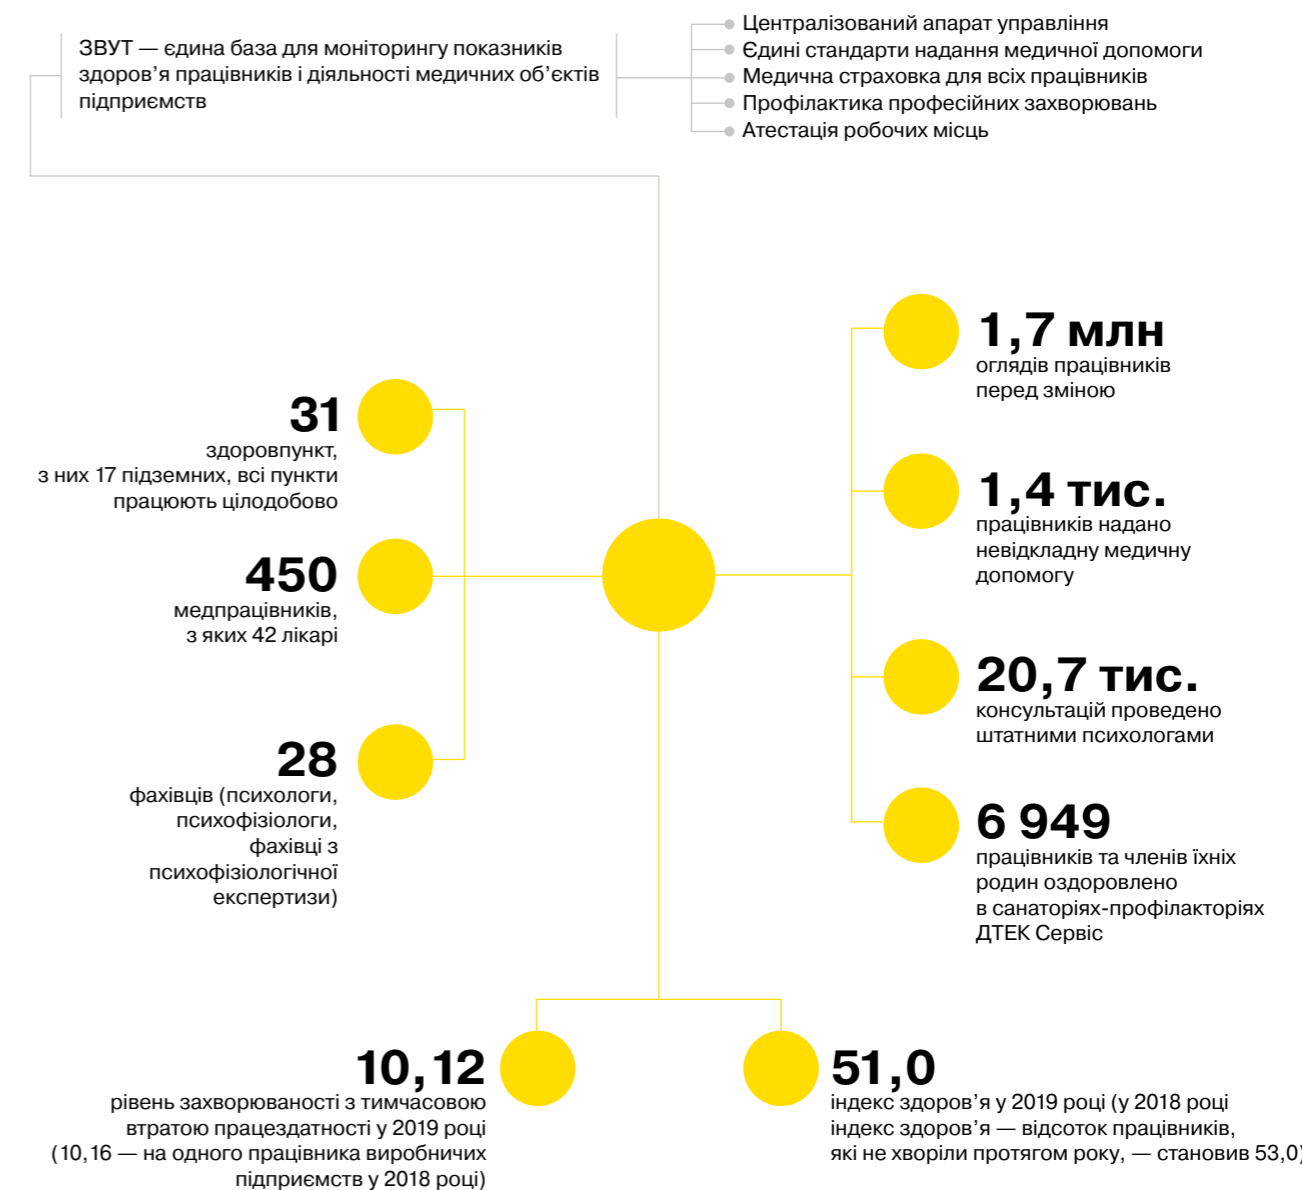 ЗВУТ — єдина база для моніторингу показників
здоров’я працівників і діяльності медичних об’єктів
підприємств
Централізований апарат управління
Єдині стандарти надання медичної допомоги
Медична страховка для всіх працівників
Профілактика професійних захворювань
Атестація робочих місць
31
здоровпункт,
з них 17 підземних, всі пункти
працюють цілодобово
450
медпрацівників,
з яких 42 лікарі
28
фахівців (психологи,
психофізіологи,
фахівці з
психофізіологічної
експертизи)
1,7 млн
оглядів працівників
перед зміною
1,4 тис.
працівників надано
невідкладну медичну
допомогу
20,7 тис.
консультацій проведено
штатними психологами
6 949
працівників та членів їхніх
родин оздоровлено
в санаторіях-профілакторіях
ДТЕК Сервіс
10,12
рівень захворюваності з тимчасовою
втратою працездатності у 2019 році
(10,16 — на одного працівника виробничих
підприємств у 2018 році)
51,0
індекс здоров’я у 2019 році (у 2018 році
індекс здоров’я — відсоток працівників,
які не хворіли протягом року, — становив 53,0)